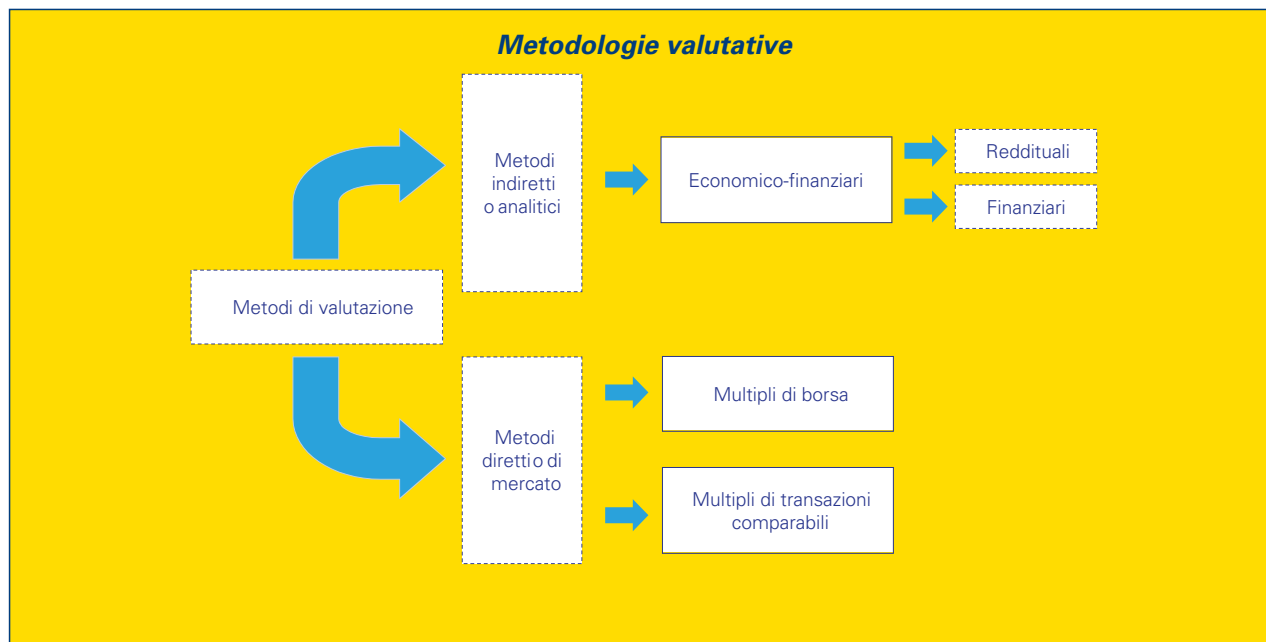 Metodologie valutative
Metodi
indiretti
o analitici
Economico-finanziari
Reddituali
Finanziari
Metodi di valutazione
Metodi
diretti o di
mercato
Multipli di borsa
Multipli di transazioni
comparabili